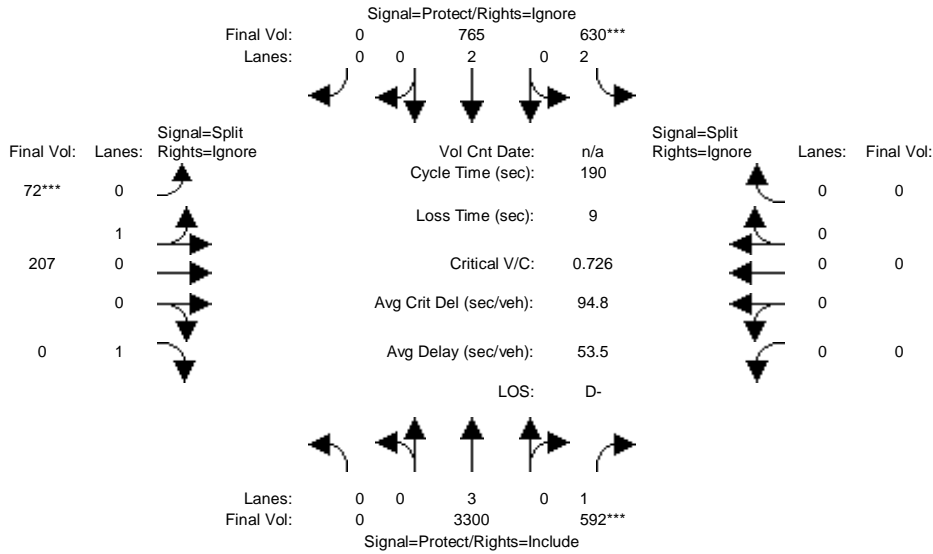 Signal=Protect/Rights=Ignore
Final Vol: 0 765 630***
Lanes: 0 0 2 0 2
Signal=Split
Final Vol: Lanes: Rights=Ignore
Vol Cnt Date: n/a
Signal=Split
Rights=Ignore Lanes: Final Vol:
Cycle Time (sec): 190
72*** 0
0 0
Loss Time (sec): 9
1
0
207 0
Critical V/C: 0.726
0 0
0
Avg Crit Del (sec/veh): 94.8
0
0 1
Avg Delay (sec/veh): 53.5
0 0
LOS: D-
Lanes: 0 0 3 0 1
Final Vol: 0 3300 592***
Signal=Protect/Rights=Include